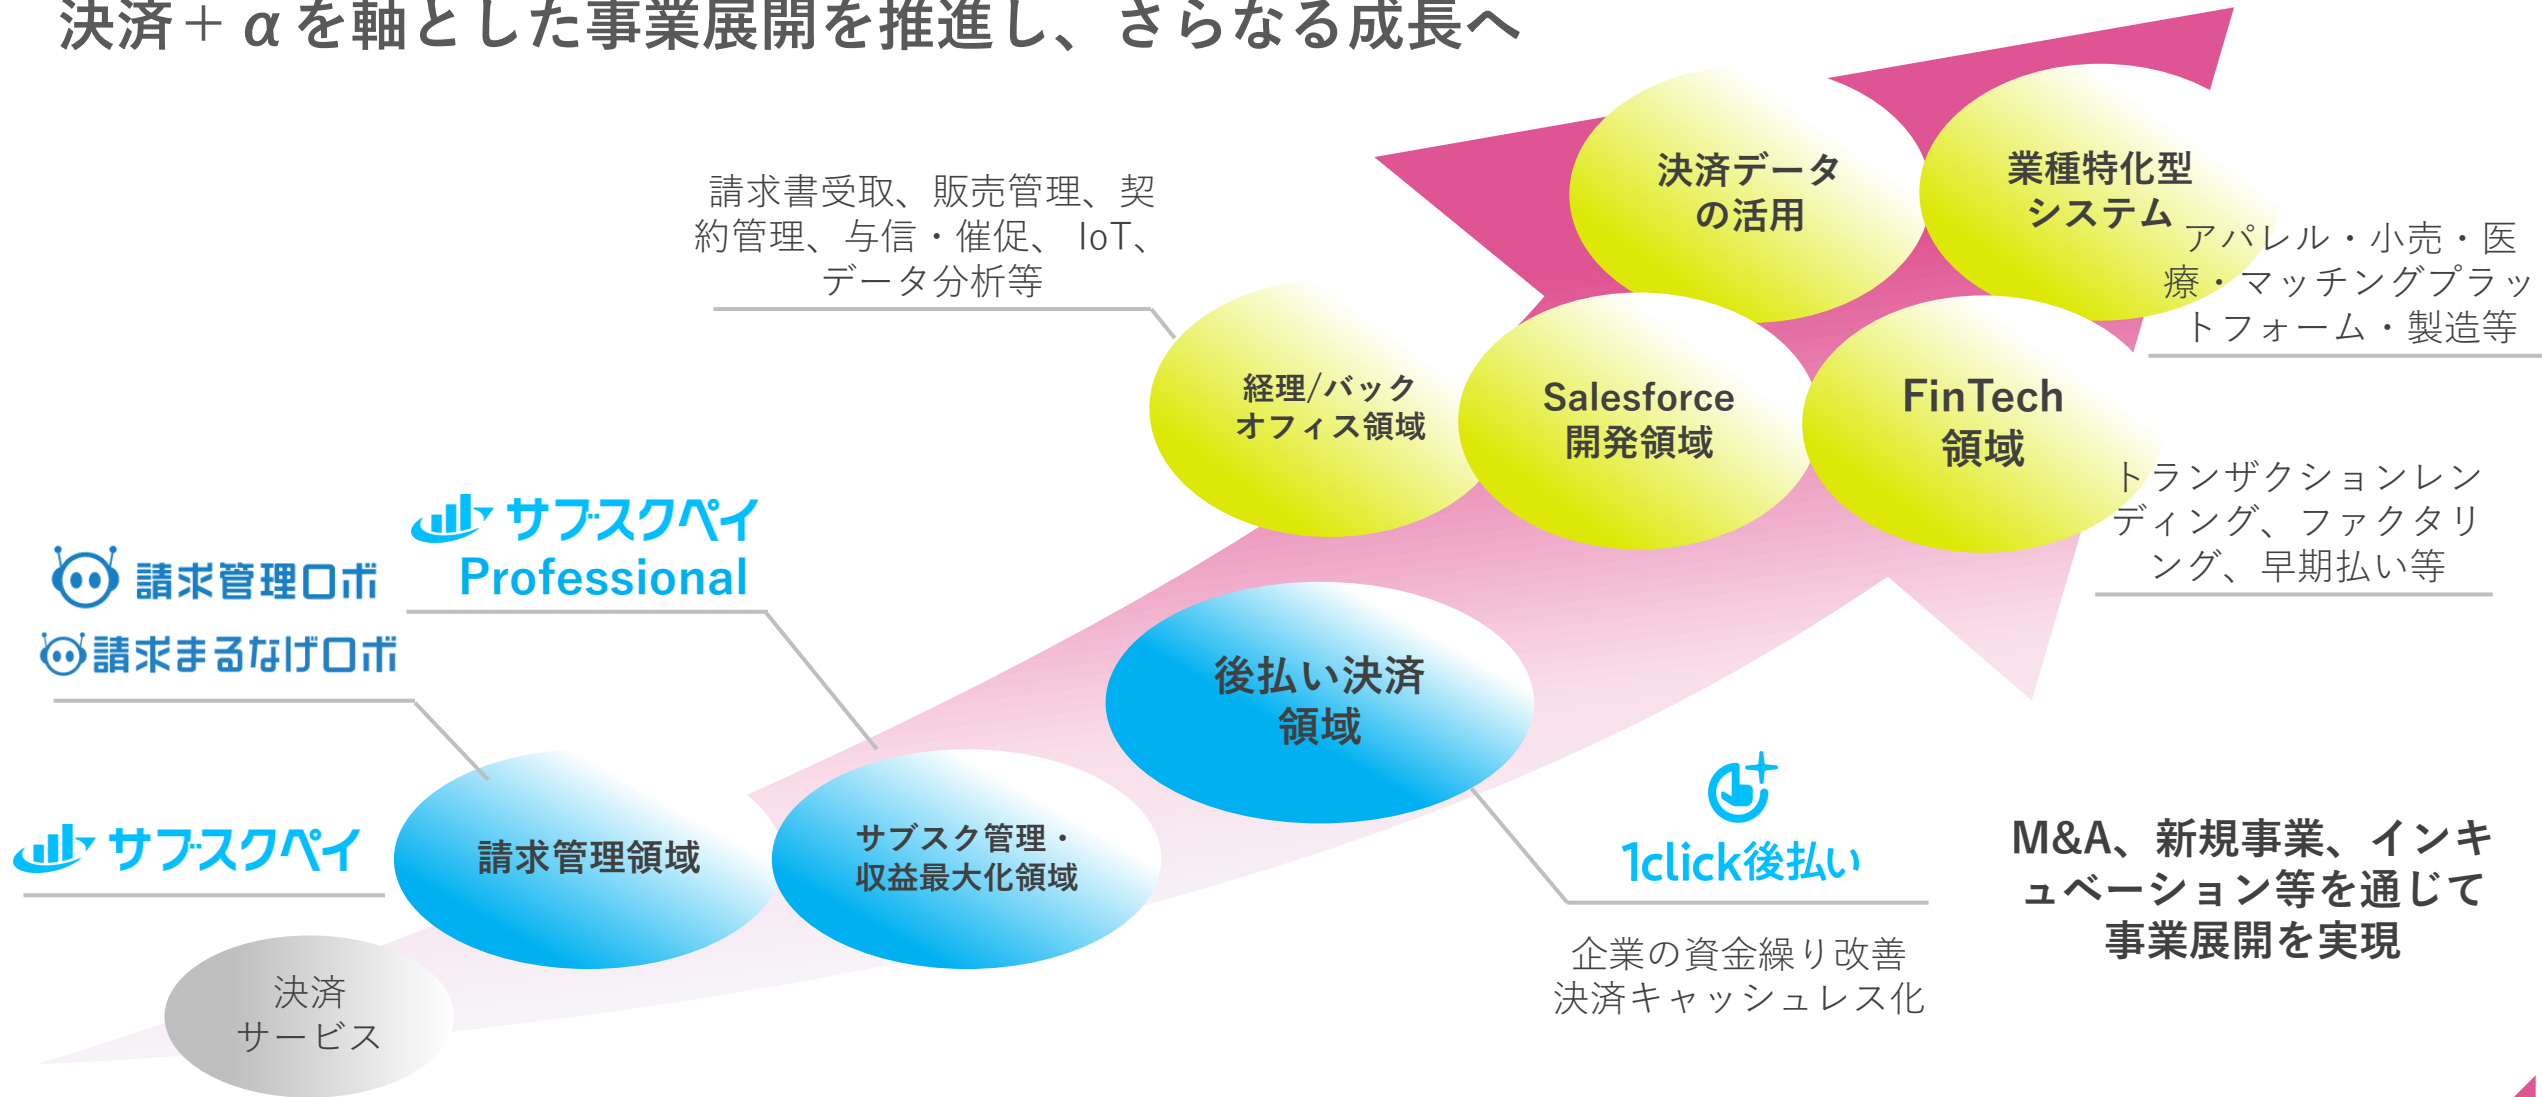 決済＋αを軸とした事業展開を推進し、さらなる成長へ
請求書受取、販売管理、契
約管理、与信・催促、IoT、
データ分析等
決済データ
の活用
業種特化型
システム
アパレル・小売・医
療・マッチングプラッ
トフォーム・製造等
経理/バック
オフィス領域
Salesforce
開発領域
FinTech
領域
トランザクションレン
ディング、ファクタリ
ング、早期払い等
サブスクペイ
Professional
請求管理ロボ
請求まるなげロボ
後払い決済
領域
サブスクペイ
請求管理領域
サブスク管理・
収益最大化領域
1click後払い
企業の資金繰り改善
決済キャッシュレス化
M&A、新規事業、インキ
ュベーション等を通じて
事業展開を実現
決済
サービス